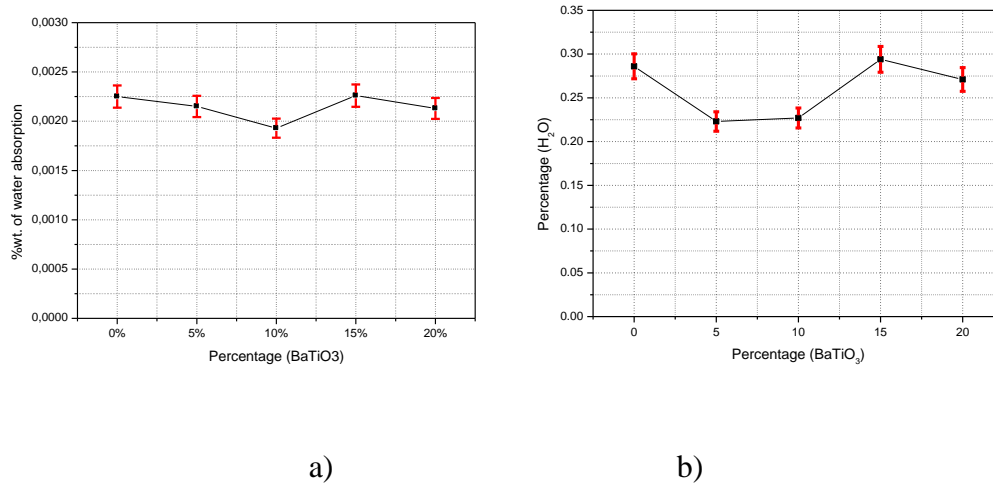 0,0030
0,0025
0,0020
0,0015
0,0010
0,0005
0,0000
%wt. of water absorption
0% 5% 10% 15% 20%
Percentage (BaTiO3)
0.35
0.30
0.25
0.20
0.15
0.10
0.05
0.00
Percentage (H₂O)
0 5 10 15 20
Percentage (BaTiO₃)
a) b)